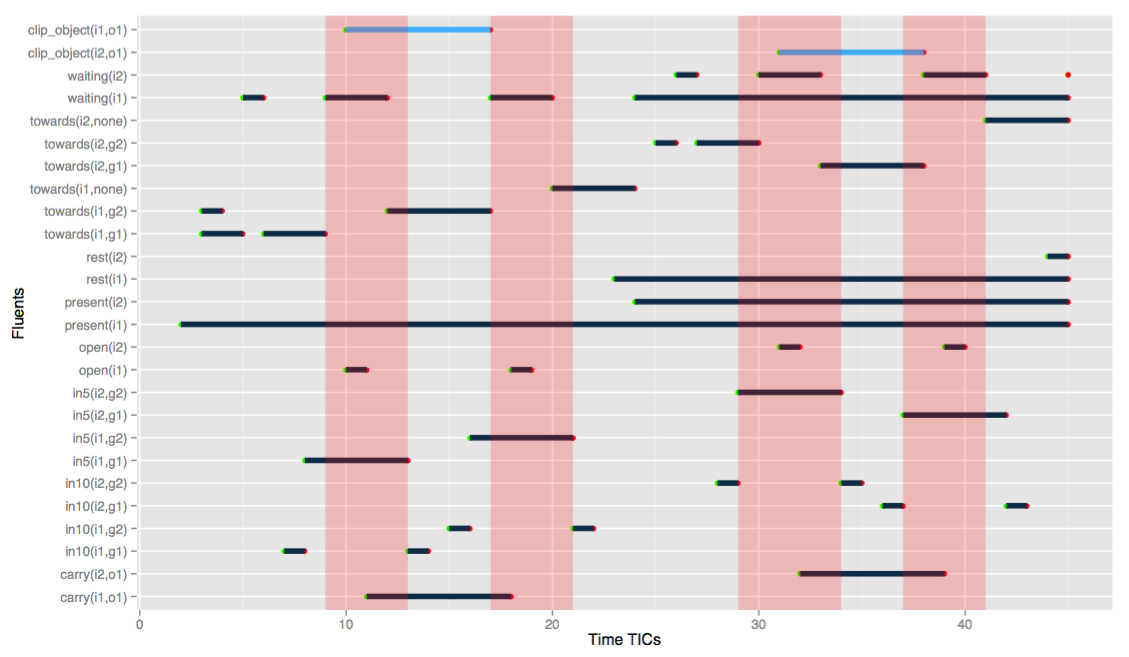 clip_object(i1,o1)
clip_object(i2,o1)
waiting(i2)
waiting(i1)
towards(i2,none)
towards(i2,g2)
towards(i2,g1)
towards(i1,none)
towards(i1,g2)
towards(i1,g1)
rest(i2)
rest(i1)
present(i2)
present(i1)
open(i2)
open(i1)
in5(i2,g2)
in5(i2,g1)
in5(i1,g2)
in5(i1,g1)
in10(i2,g2)
in10(i2,g1)
in10(i1,g2)
in10(i1,g1)
carry(i2,o1)
carry(i1,o1)
Fluents
0 10 20 30 40
Time TICs